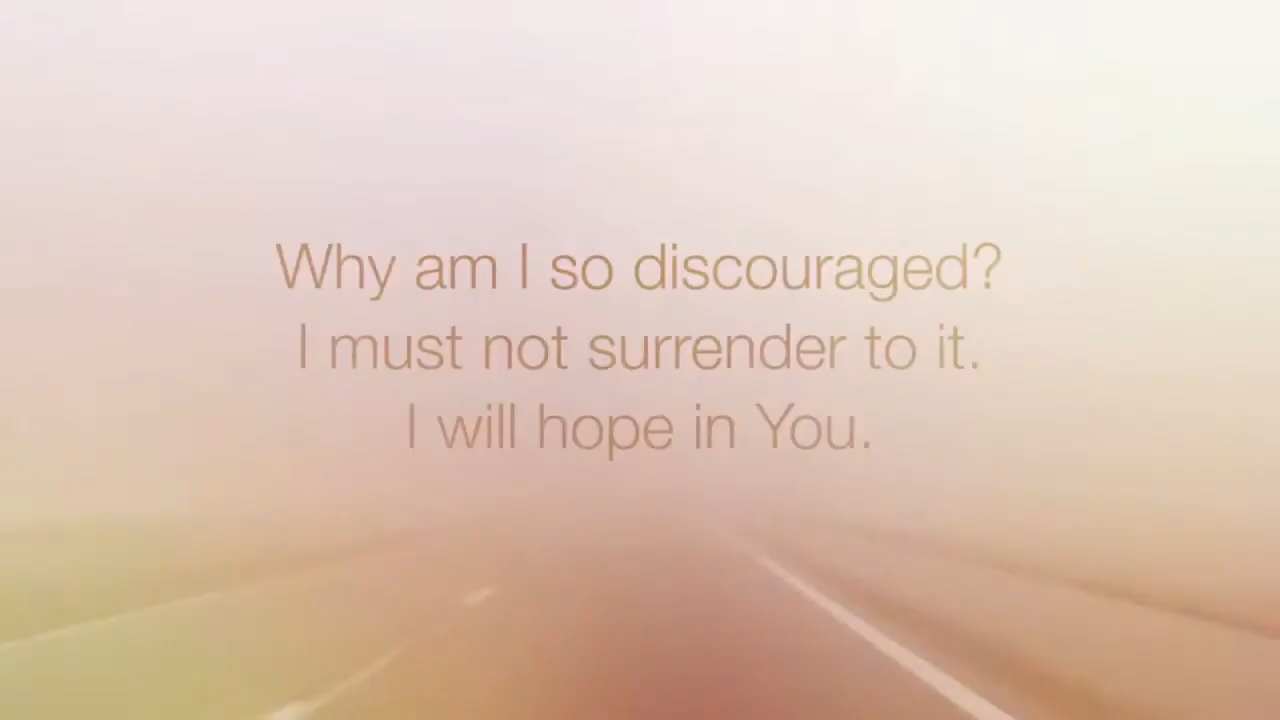 Why am I so discouraged?
I must not surrender to it.
I will hope in You.